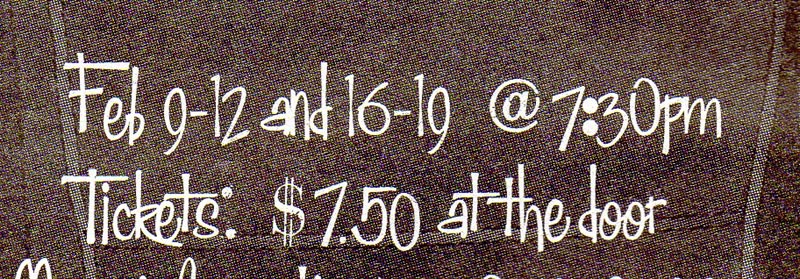 Feb 9-12 and 16-19 @ 7:30pm
Tickets: $7.50 at the door